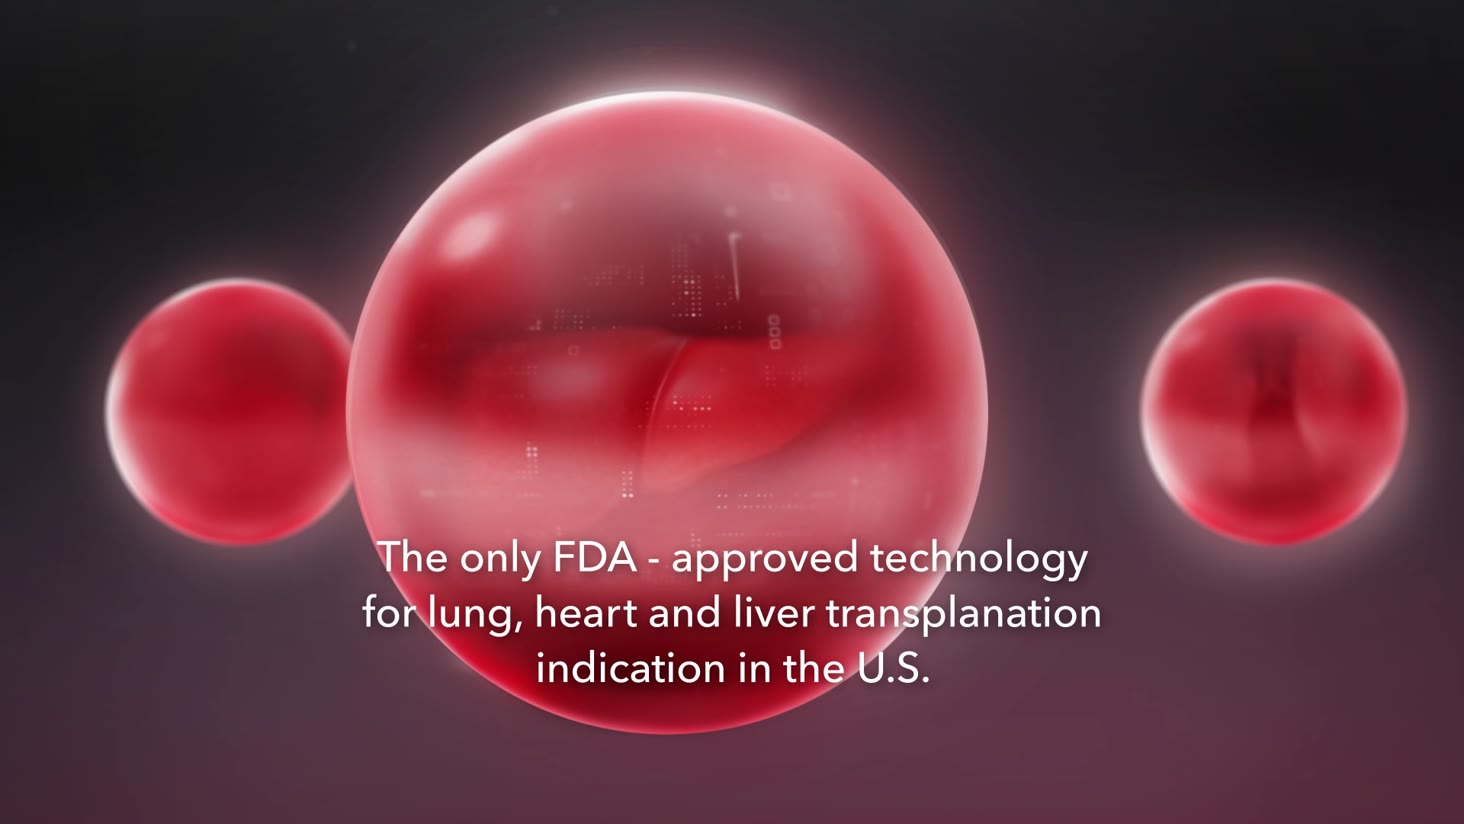 The only FDA - approved technology
for lung, heart and liver transplanation
indication in the U.S.